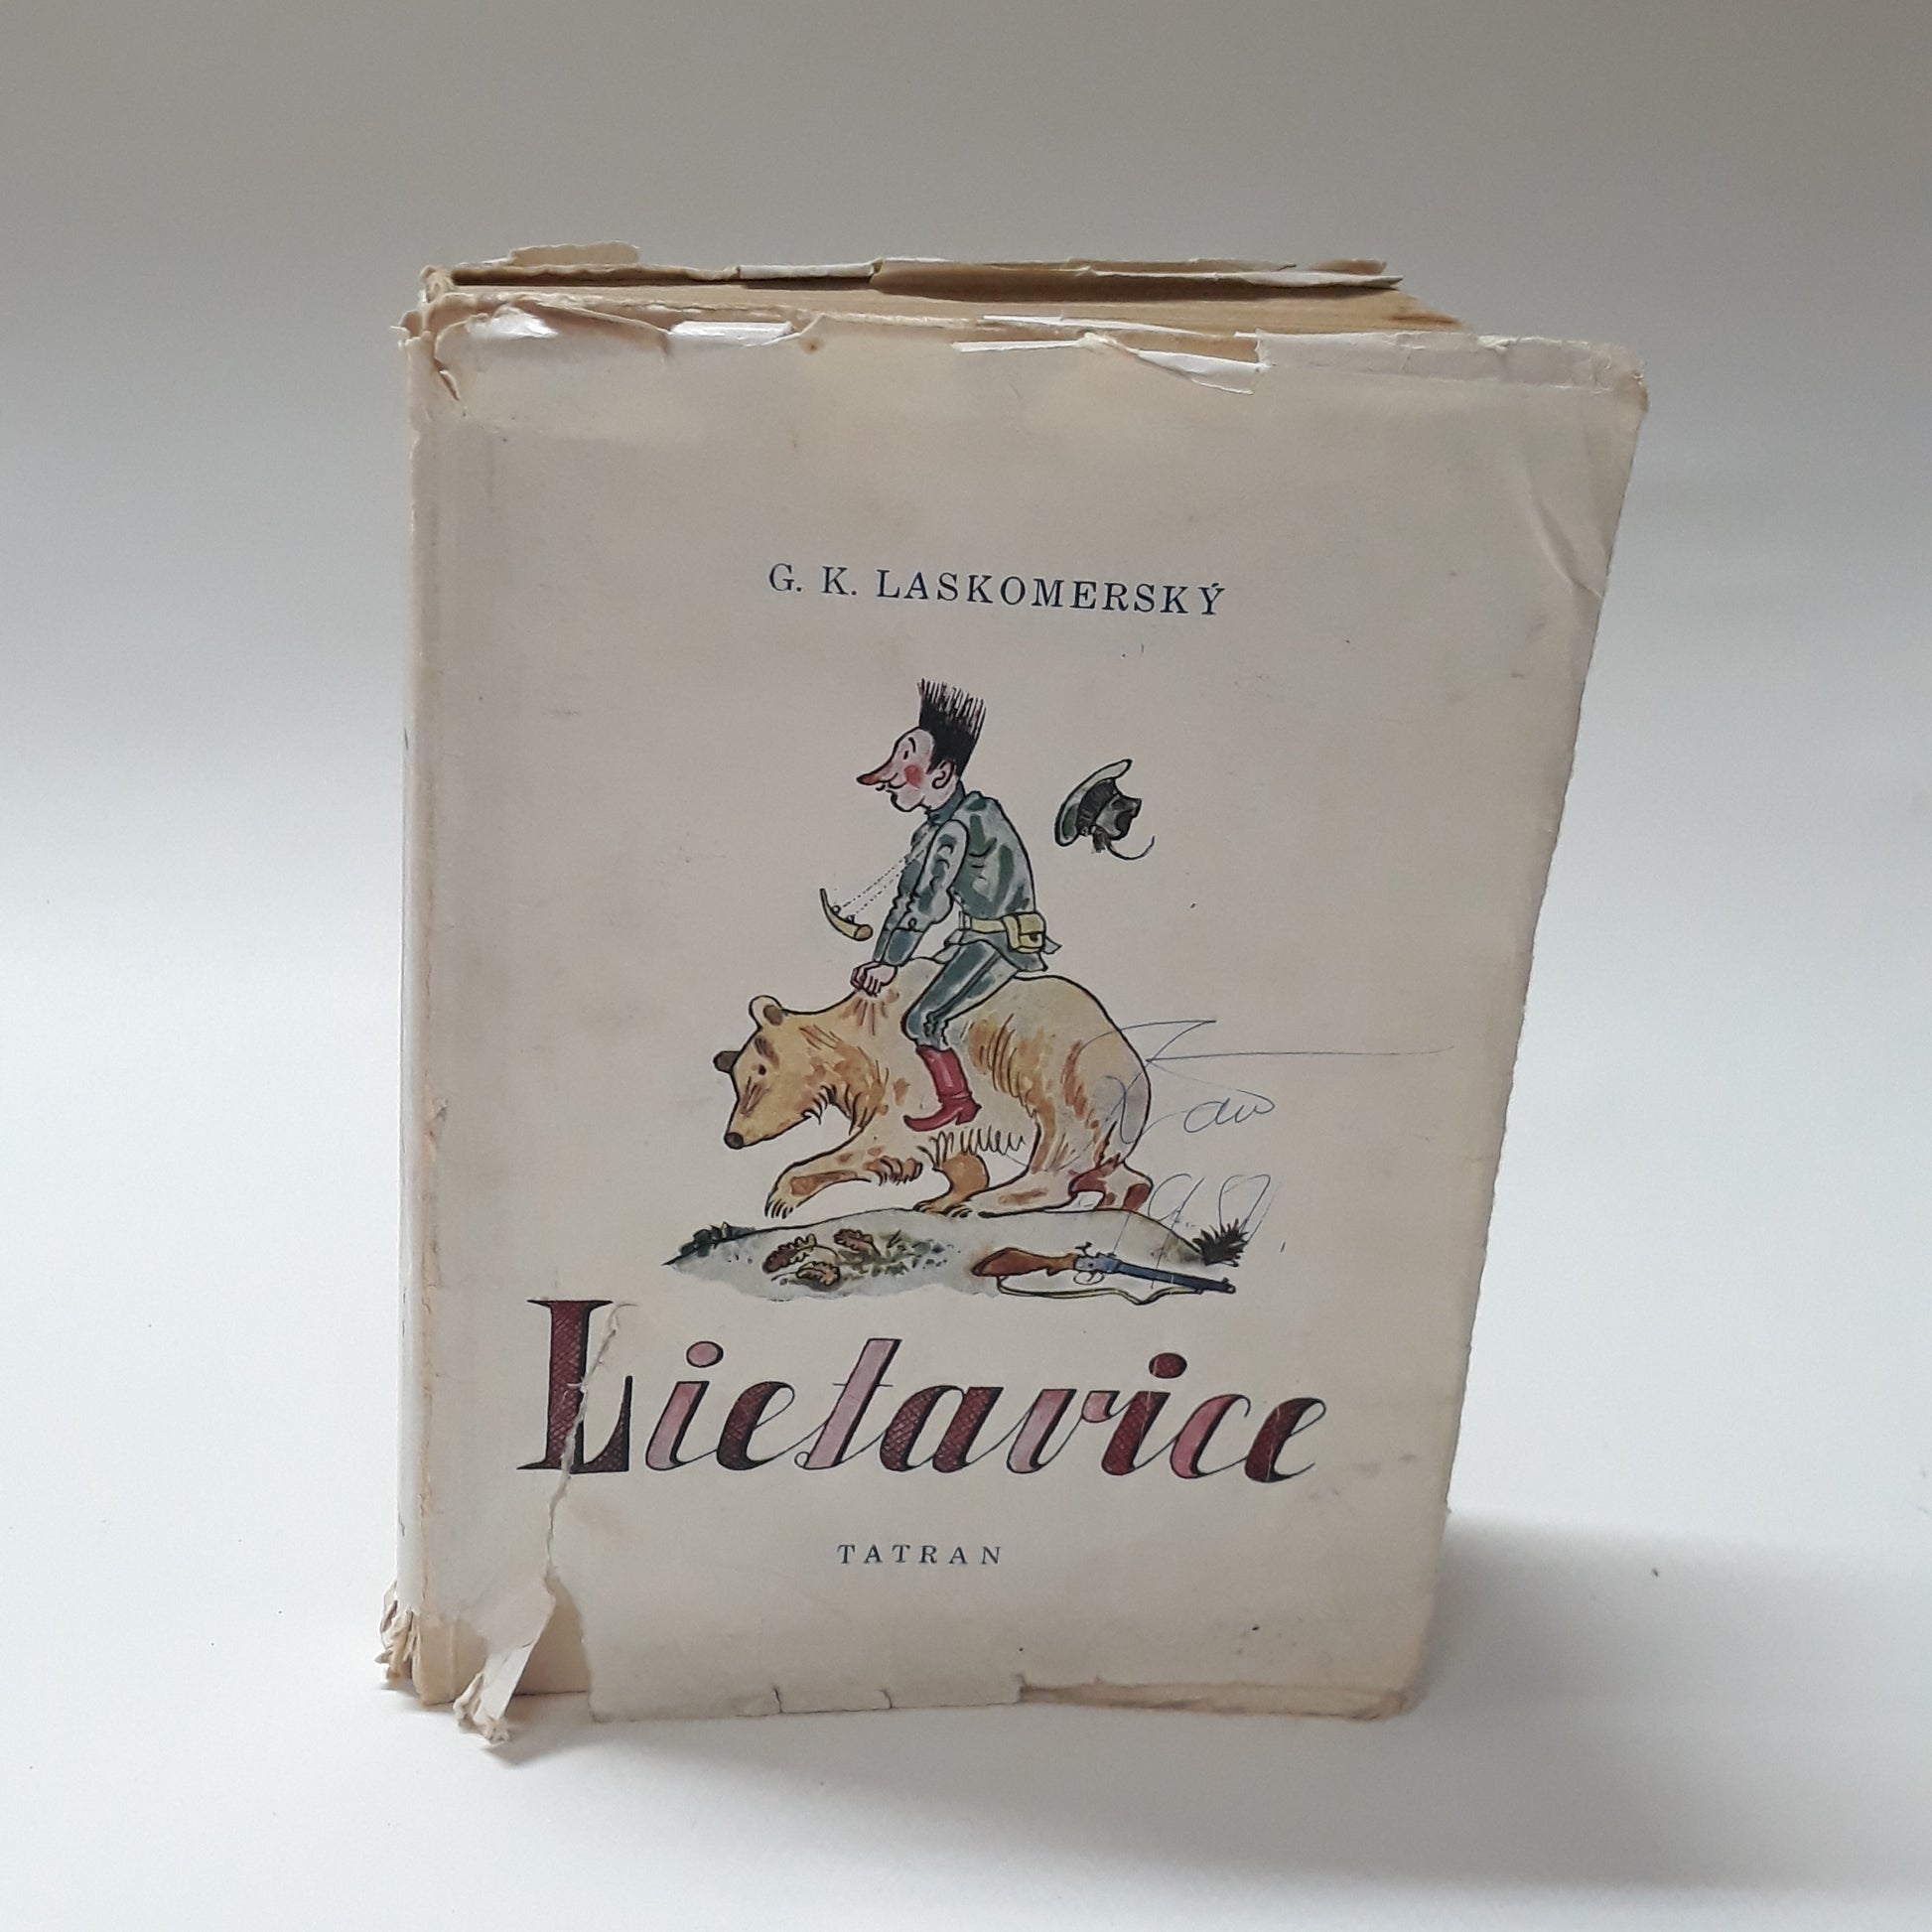 G. K. LASKOMERSKÝ
Lietavice
TATRAN